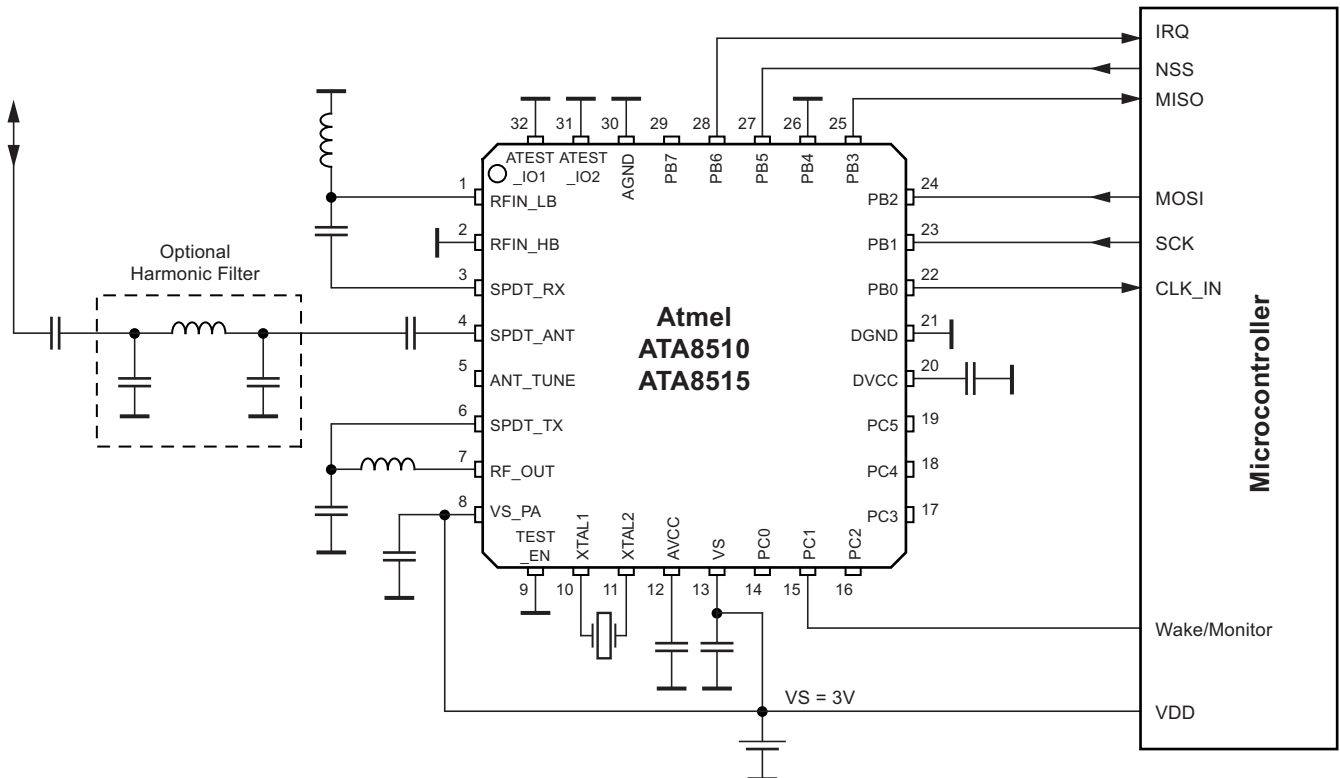 IRQ
NSS
MISO
32 31 30 29 28 27 26 25
ATEST
_IO1
ATEST
_IO2
AGND
PB7
PB6
PB5
PB4
PB3
1
RFIN_LB
2
RFIN_HB
3
SPDT_RX
4
SPDT_ANT
5
ANT_TUNE
6
SPDT_TX
7
RF_OUT
8
VS_PA
Optional
Harmonic Filter
Atmel
ATA8510
ATA8515
PB2
24
MOSI
PB1
23
SCK
PB0
22
CLK_IN
DGND
21
DVCC
20
PC5
19
PC4
18
PC3
17
Microcontroller
TEST
_EN
XTAL1
XTAL2
AVCC
VS
PC0
PC1
PC2
9 10 11 12 13 14 15 16
Wake/Monitor
VS = 3V
VDD